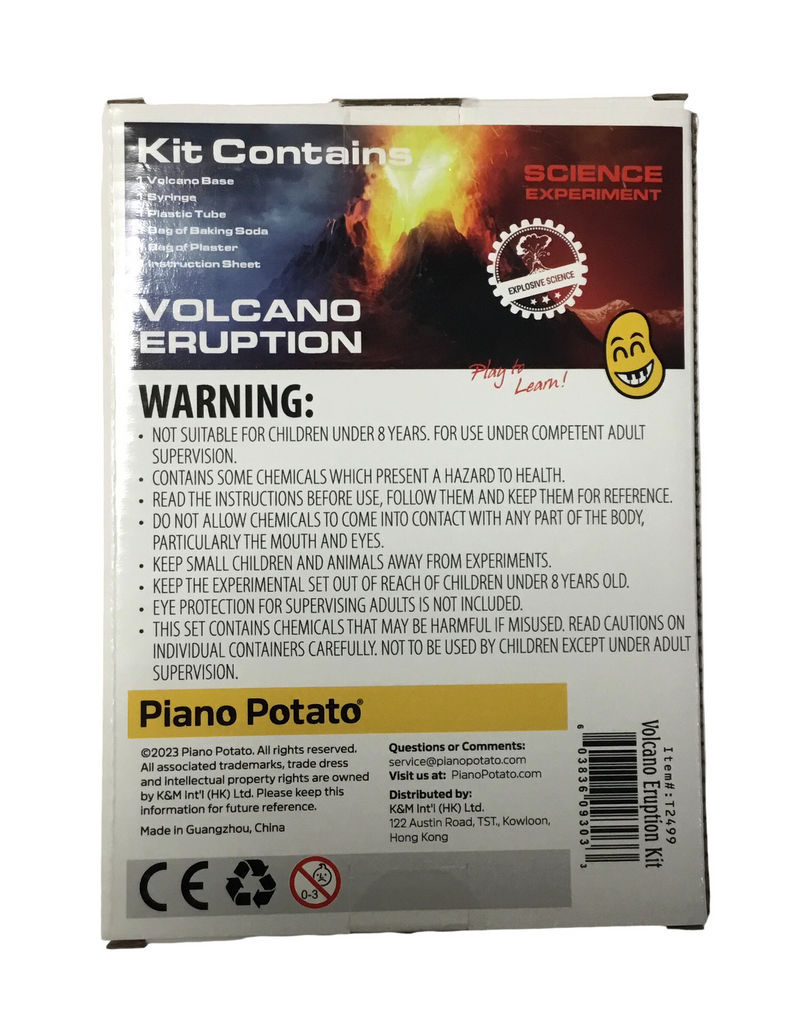 Kit Contains
1 Volcano Base
1 Syringe
1 Plastic Tube
1 Bag of Baking Soda
1 Bag of Plaster
1 Instruction Sheet
SCIENCE
EXPERIMENT
EXPLOSIVE SCIENCE
VOLCANO
ERUPTION
Play to
Learn!
WARNING:
• NOT SUITABLE FOR CHILDREN UNDER 8 YEARS. FOR USE UNDER COMPETENT ADULT
SUPERVISION.
• CONTAINS SOME CHEMICALS WHICH PRESENT A HAZARD TO HEALTH.
• READ THE INSTRUCTIONS BEFORE USE, FOLLOW THEM AND KEEP THEM FOR REFERENCE.
• DO NOT ALLOW CHEMICALS TO COME INTO CONTACT WITH ANY PART OF THE BODY,
PARTICULARLY THE MOUTH AND EYES.
• KEEP SMALL CHILDREN AND ANIMALS AWAY FROM EXPERIMENTS.
• KEEP THE EXPERIMENTAL SET OUT OF REACH OF CHILDREN UNDER 8 YEARS OLD.
• EYE PROTECTION FOR SUPERVISING ADULTS IS NOT INCLUDED.
• THIS SET CONTAINS CHEMICALS THAT MAY BE HARMFUL IF MISUSED. READ CAUTIONS ON
INDIVIDUAL CONTAINERS CAREFULLY. NOT TO BE USED BY CHILDREN EXCEPT UNDER ADULT
SUPERVISION.
Piano Potato®
©2023 Piano Potato. All rights reserved.
All associated trademarks, trade dress
and intellectual property rights are owned
by K&M Int'l (HK) Ltd. Please keep this
information for future reference.
Made in Guangzhou, China
Questions or Comments:
service@pianopotato.com
Visit us at: PianoPotato.com
Distributed by:
K&M Int'l (HK) Ltd.
122 Austin Road, TST., Kowloon,
Hong Kong
Item#:T2499
Volcano Eruption Kit
6 03836 09303 3
CE
0-3